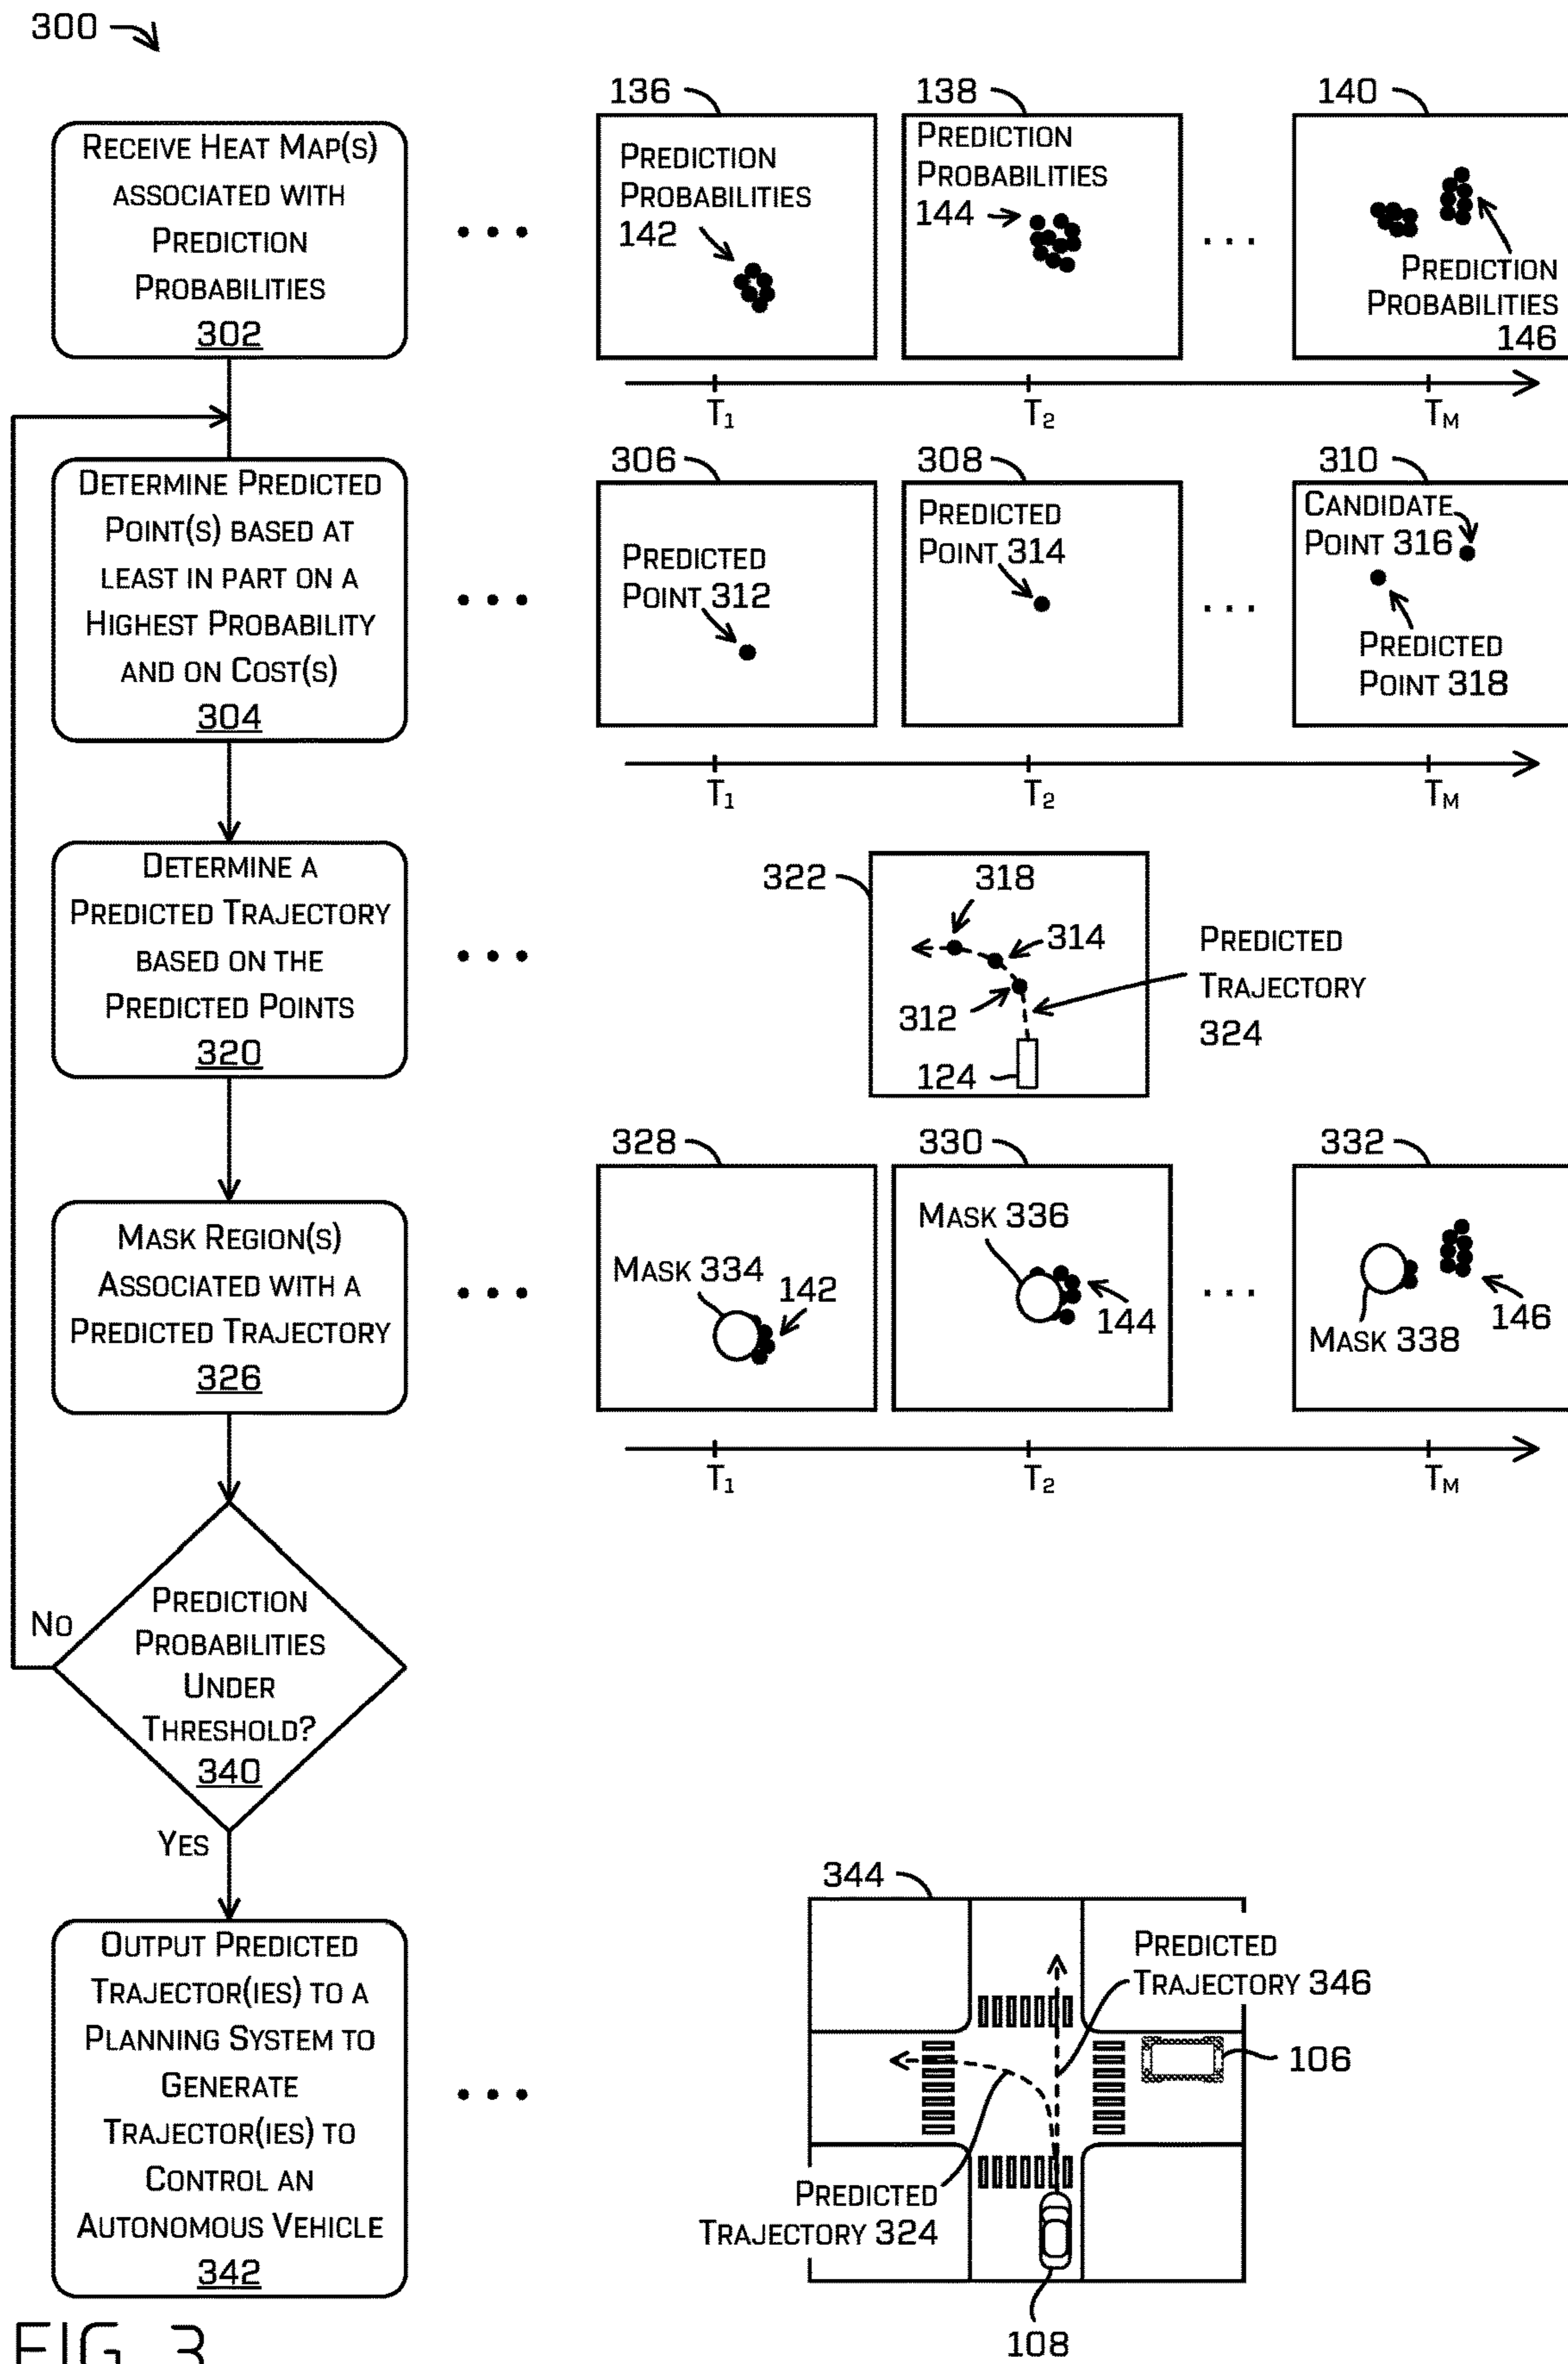 300
RECEIVE HEAT MAP(S)
ASSOCIATED WITH
PREDICTION
PROBABILITIES
302
136
PREDICTION
PROBABILITIES
142
138
PREDICTION
PROBABILITIES
144
140
PREDICTION
PROBABILITIES
146
T1
T2
TM
DETERMINE PREDICTED
POINT(S) BASED AT
LEAST IN PART ON A
HIGHEST PROBABILITY
AND ON COST(S)
304
306
PREDICTED
POINT 312
308
PREDICTED
POINT 314
310
CANDIDATE
POINT 316
PREDICTED
POINT 318
T1
T2
TM
DETERMINE A
PREDICTED TRAJECTORY
BASED ON THE
PREDICTED POINTS
320
322
318
314
312
124
PREDICTED
TRAJECTORY
324
MASK REGION(S)
ASSOCIATED WITH A
PREDICTED TRAJECTORY
326
328
MASK 334
142
330
MASK 336
144
332
146
MASK 338
T1
T2
TM
PREDICTION
PROBABILITIES
UNDER
THRESHOLD?
340
NO
YES
OUTPUT PREDICTED
TRAJECTOR(IES) TO A
PLANNING SYSTEM TO
GENERATE
TRAJECTOR(IES) TO
CONTROL AN
AUTONOMOUS VEHICLE
342
344
PREDICTED
TRAJECTORY 346
106
PREDICTED
TRAJECTORY 324
108
FIG. 3